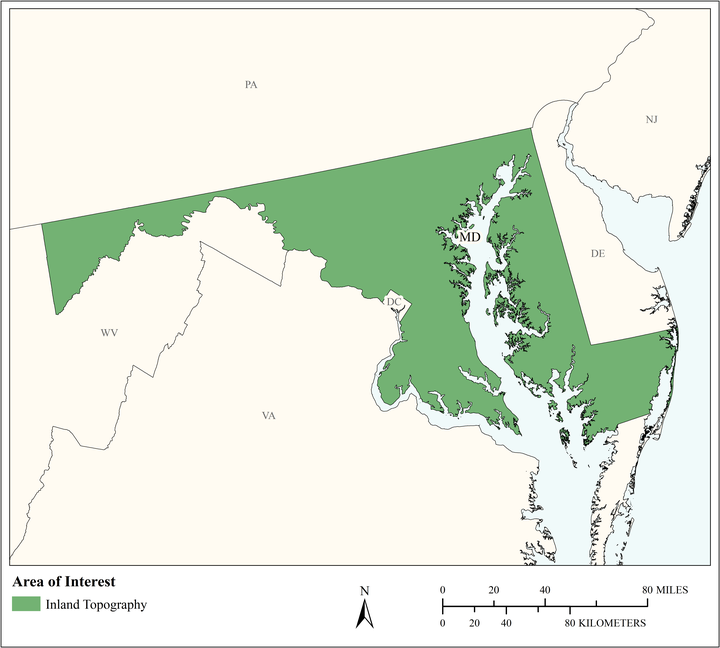 PA
NJ
MD
DE
DC
WV
VA
Area of Interest
Inland Topography
N
0 20 40 80 MILES
0 20 40 80 KILOMETERS